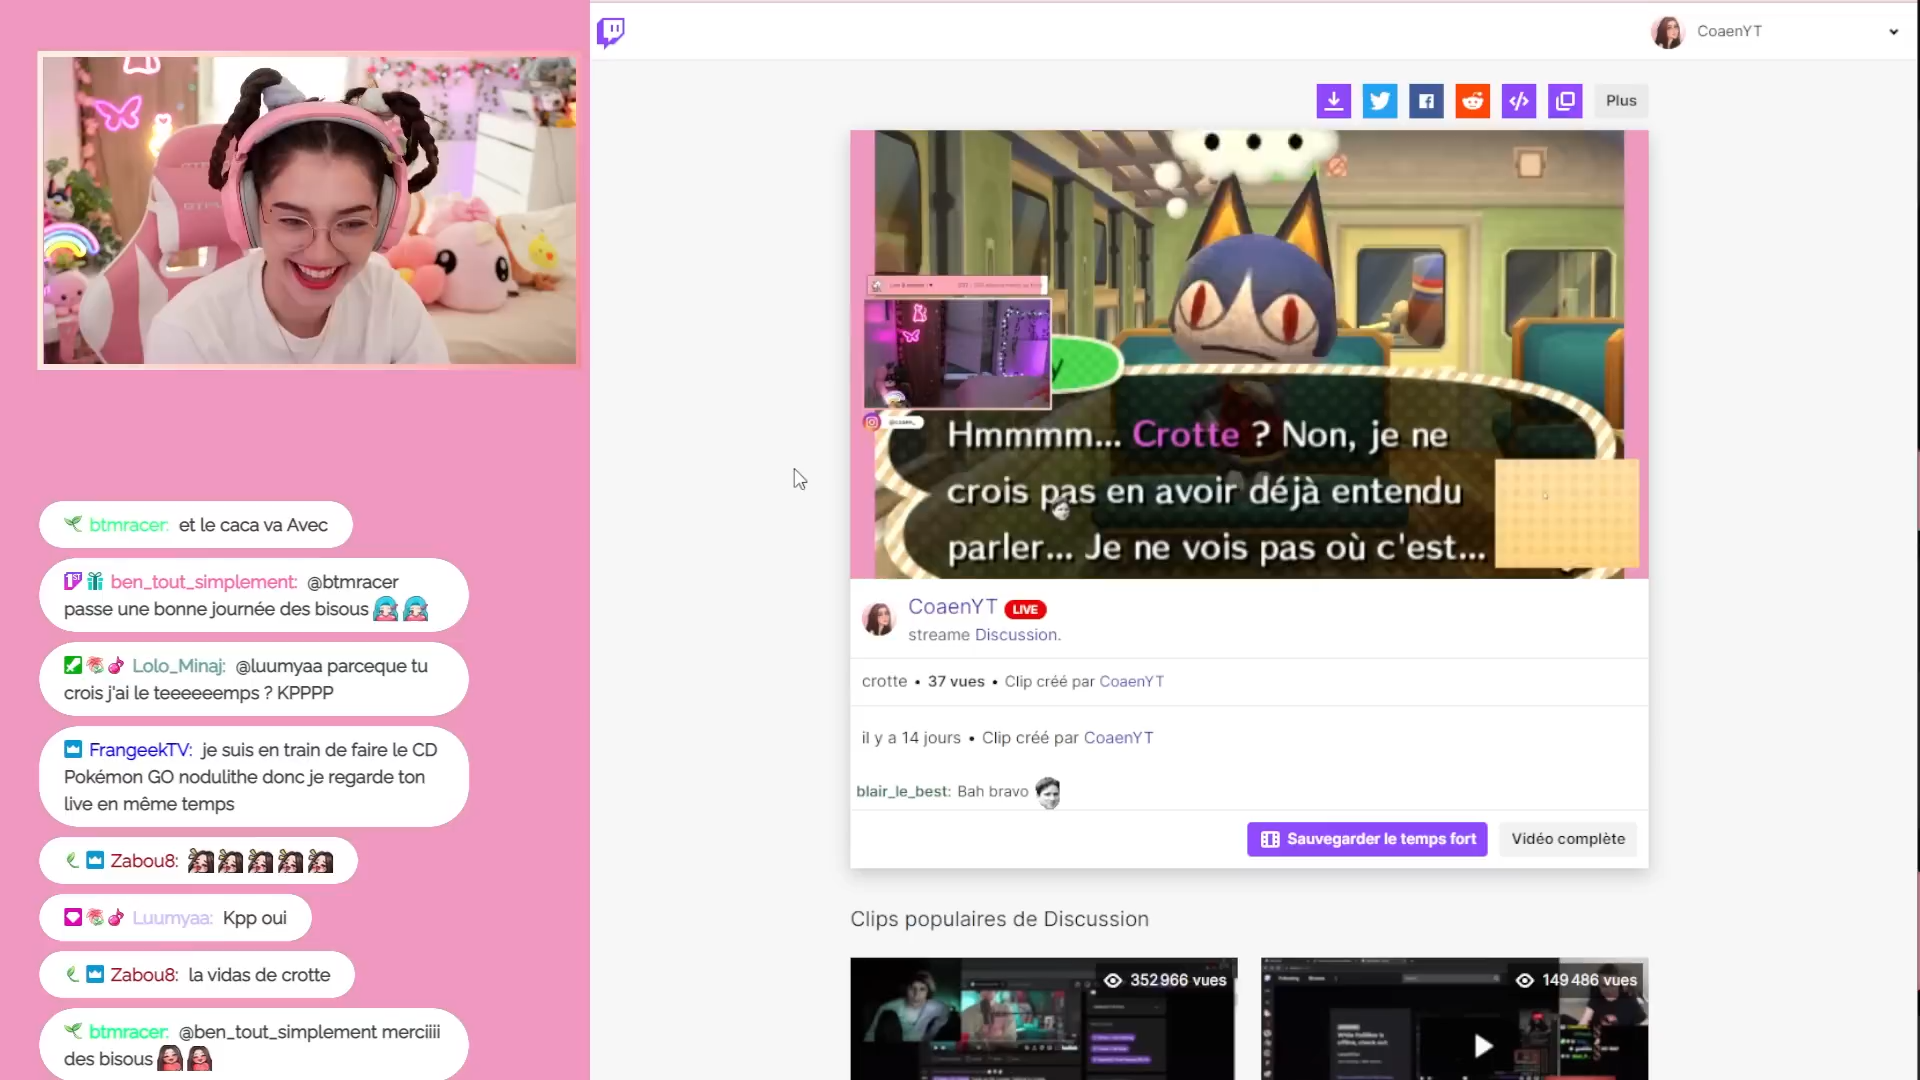 btmracer: et le caca va Avec
ben_tout_simplement: @btmracer
passe une bonne journée des bisous
Lolo_Minaj: @luumyaa parceque tu
crois j'ai le teeeeeemps ? KPPPP
FrangeekTV: je suis en train de faire le CD
Pokémon GO nodulithe donc je regarde ton
live en même temps
Zabou8:
Luumyaa: Kpp oui
Zabou8: la vidas de crotte
btmracer: @ben_tout_simplement merciiii
des bisous
CoaenYT
Plus
Hmmmm... Crotte ? Non, je ne
crois pas en avoir déjà entendu
parler... Je ne vois pas où c'est...
CoaenYT LIVE
streame Discussion.
crotte • 37 vues • Clip créé par CoaenYT
il y a 14 jours • Clip créé par CoaenYT
blair_le_best: Bah bravo
Sauvegarder le temps fort
Vidéo complète
Clips populaires de Discussion
352 966 vues
149 486 vues